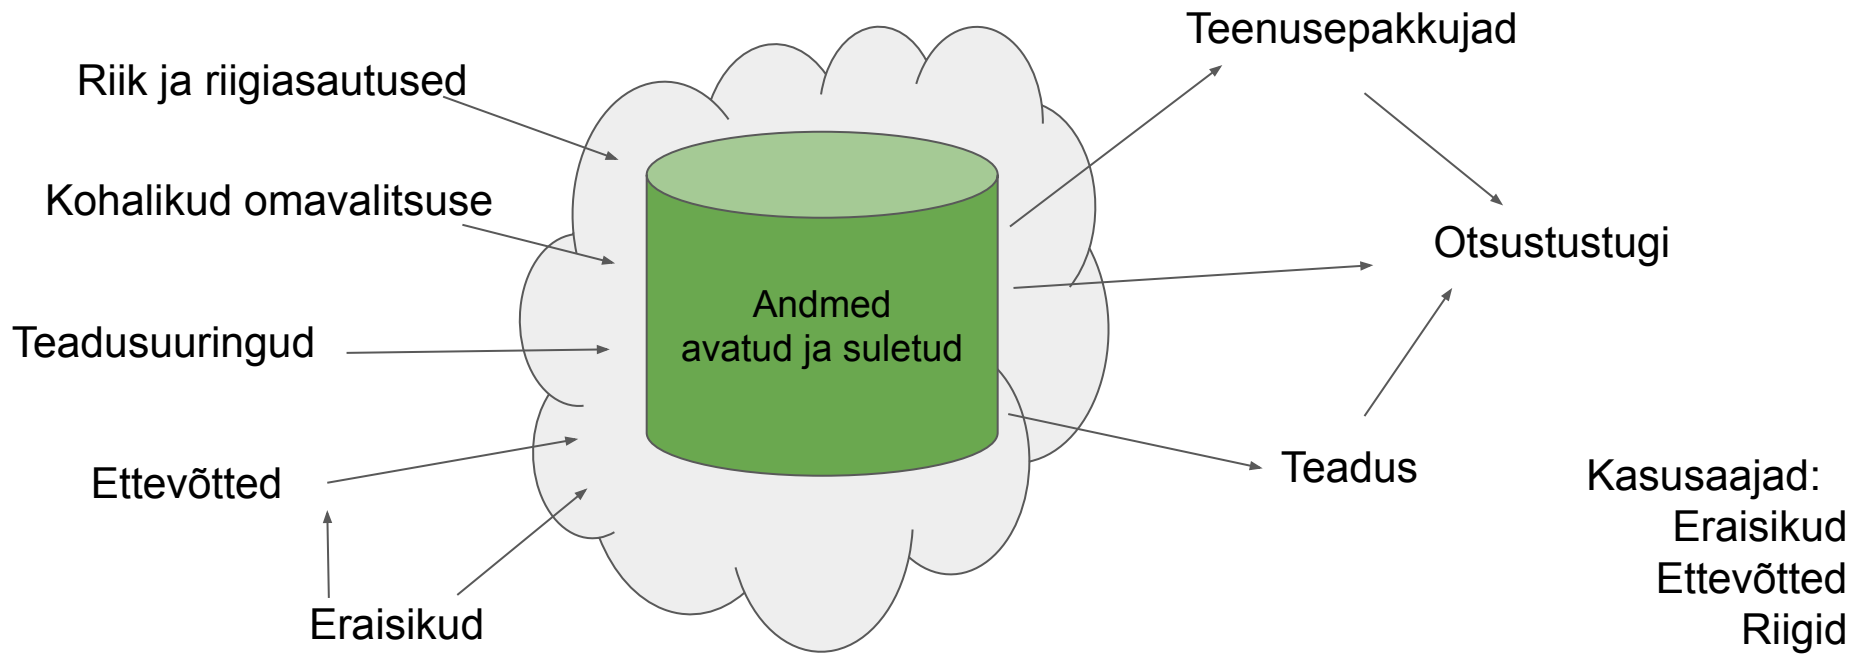 Riik ja riigiasautused
Kohalikud omavalitsuse
Teadusuuringud
Ettevõtted
Eraisikud
Andmed
avatud ja suletud
Teenusepakkujad
Otsustustugi
Teadus
Kasusaajad:
Eraisikud
Ettevõtted
Riigid